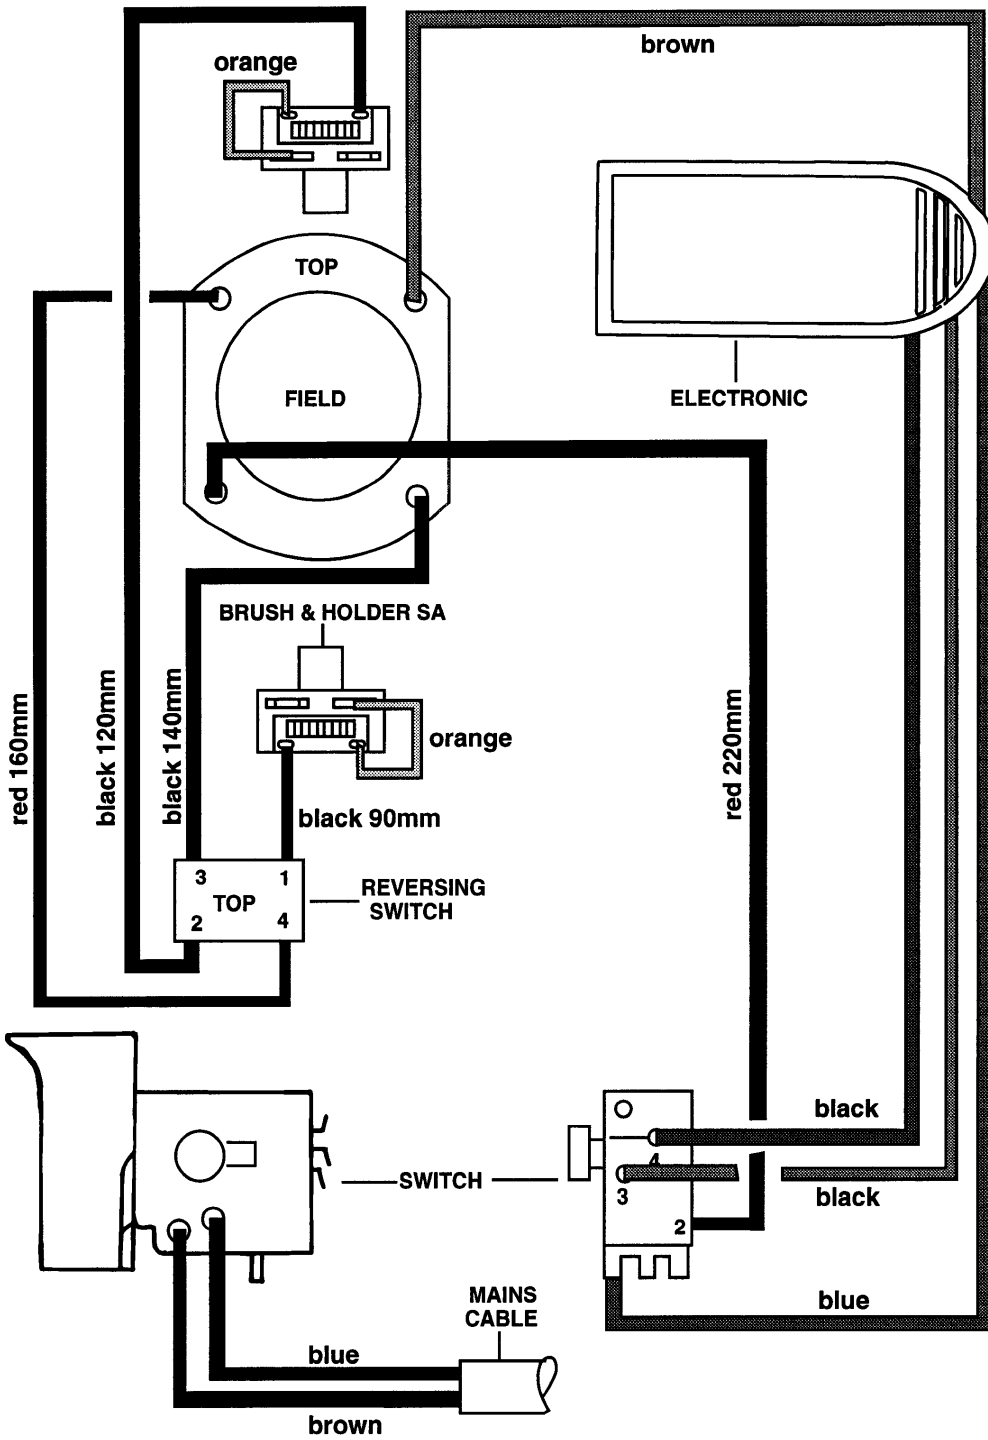 brown
orange
TOP
FIELD
ELECTRONIC
BRUSH & HOLDER SA
red 160mm
black 120mm
black 140mm
red 220mm
orange
black 90mm
3 1
TOP
2 4
REVERSING
SWITCH
black
4
3
black
2
SWITCH
blue
MAINS
CABLE
blue
brown